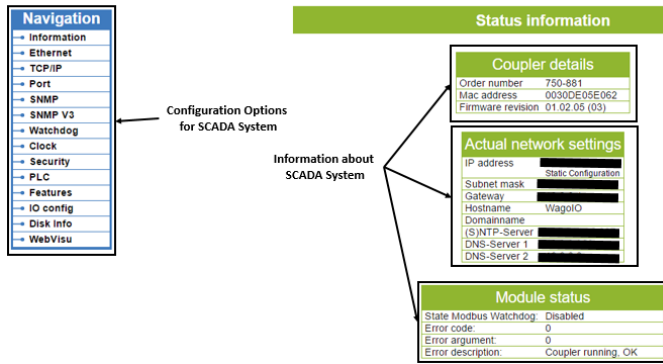 Navigation
Information
Ethernet
TCP/IP
Port
SNMP
SNMP V3
Watchdog
Clock
Security
PLC
Features
IO config
Disk Info
WebVisu
Configuration Options
for SCADA System
Information about
SCADA System
Status information
Coupler details
Order number 750-881
Mac address 0030DE05E062
Firmware revision 01.02.05 (03)
Actual network settings
IP address
Static Configuration
Subnet mask
Gateway
Hostname WagoIO
Domainname
(S)NTP-Server
DNS-Server 1
DNS-Server 2
Module status
State Modbus Watchdog: Disabled
Error code: 0
Error argument: 0
Error description: Coupler running, OK